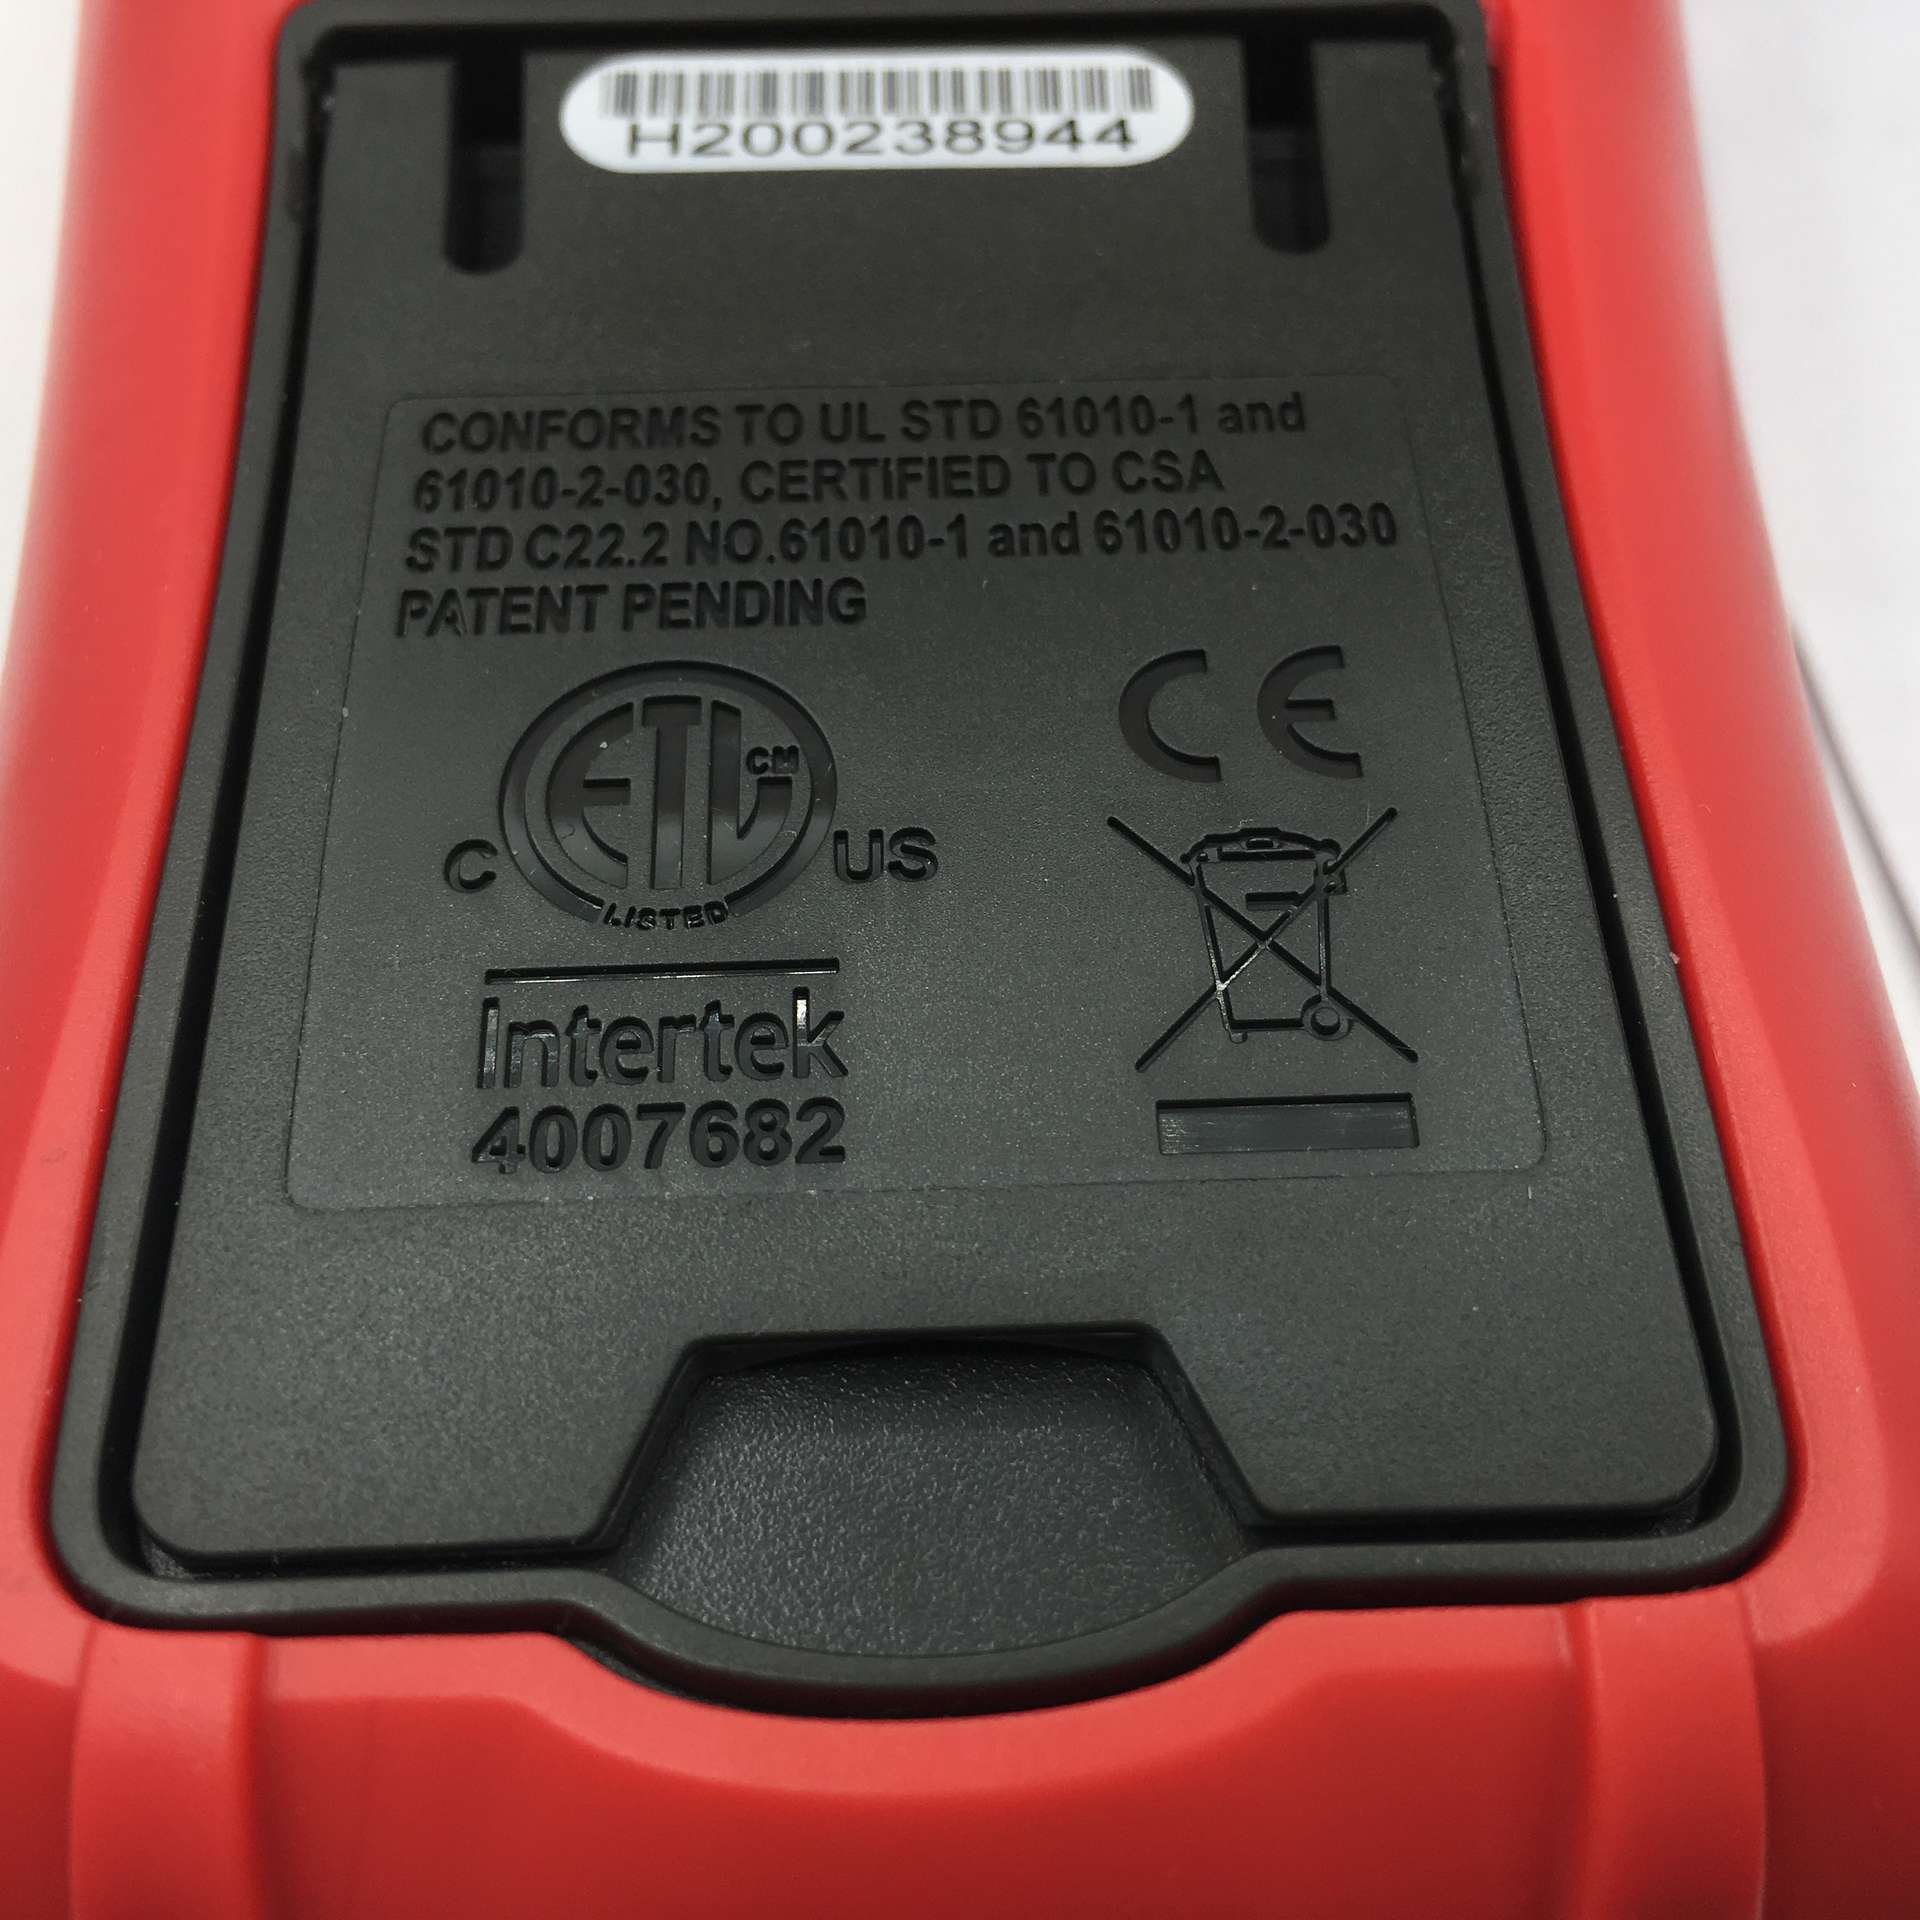 H200238944
CONFORMS TO UL STD 61010-1 and
61010-2-030, CERTIFIED TO CSA
STD C22.2 NO.61010-1 and 61010-2-030
PATENT PENDING
CE
ETL CM
C US
LISTED
Intertek
4007682